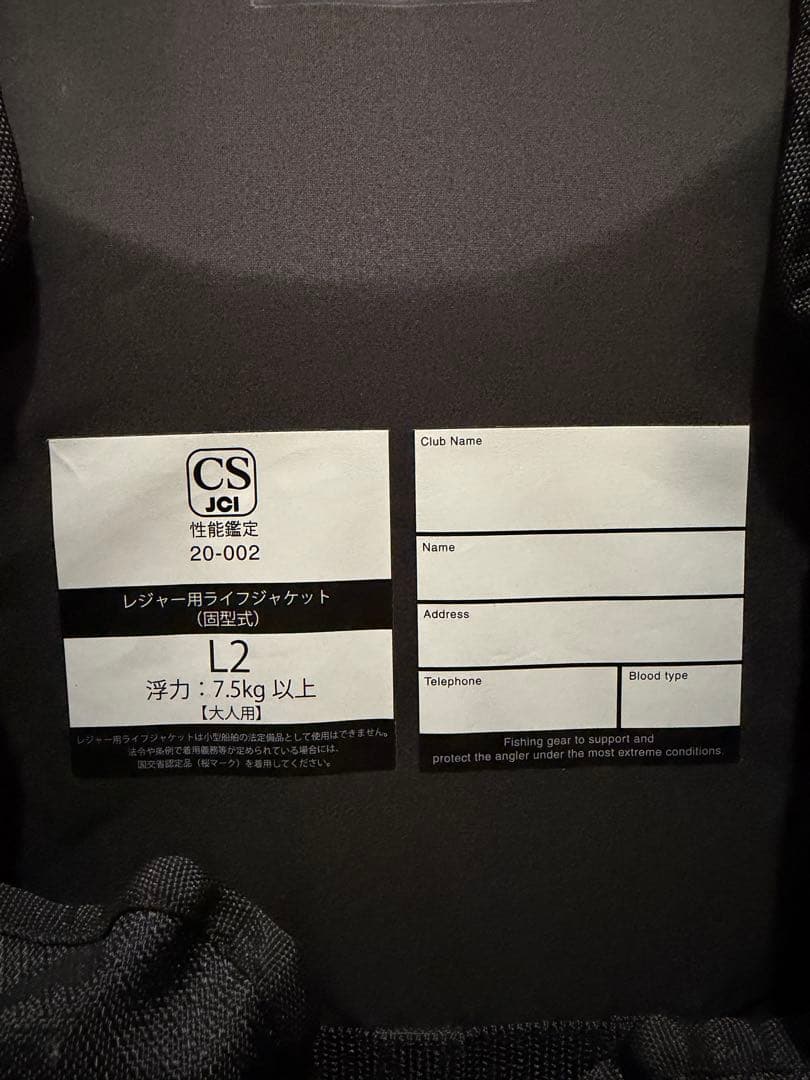 CS
JCI
性能鑑定
20-002
レジャー用ライフジャケット
（固型式）
L2
浮力：7.5kg 以上
【大人用】
レジャー用ライフジャケットは小型船舶の法定備品として使用はできません。
法令や条例で着用義務等が定められている場合には、
国交省認定品（桜マーク）を着用してください。
Club Name
Name
Address
Telephone
Blood type
Fishing gear to support and
protect the angler under the most extreme conditions.